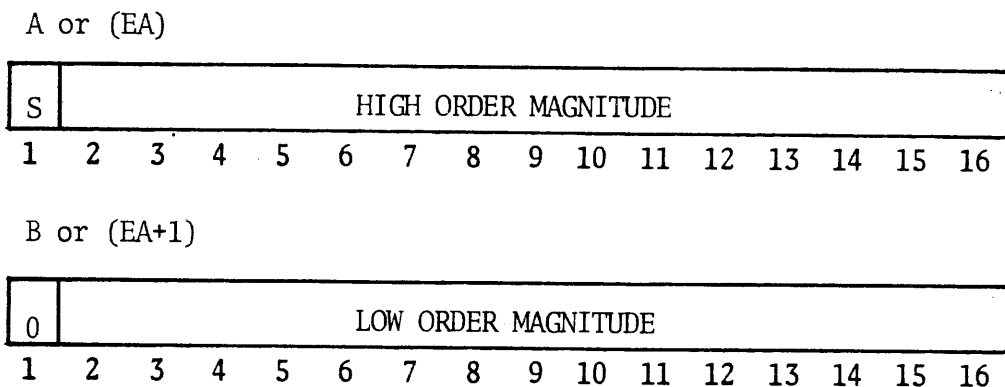 A or (EA)
S HIGH ORDER MAGNITUDE
1 2 3 4 5 6 7 8 9 10 11 12 13 14 15 16
B or (EA+1)
0 LOW ORDER MAGNITUDE
1 2 3 4 5 6 7 8 9 10 11 12 13 14 15 16